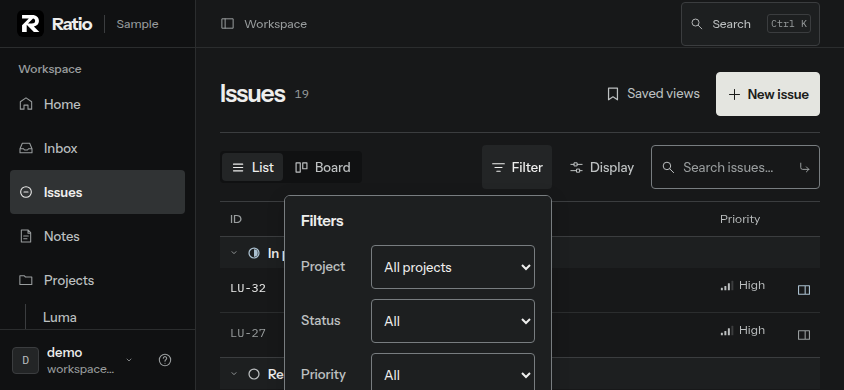 Ratio Sample
Workspace
Search Ctrl K
Workspace
Home
Inbox
Issues
Notes
Projects
Luma
D
demo
workspace...
Issues 19
Saved views
New issue
List
Board
Filter
Display
Search issues...
ID
Priority
In p
LU-32
High
LU-27
High
Re
Filters
Project All projects
Status All
Priority All